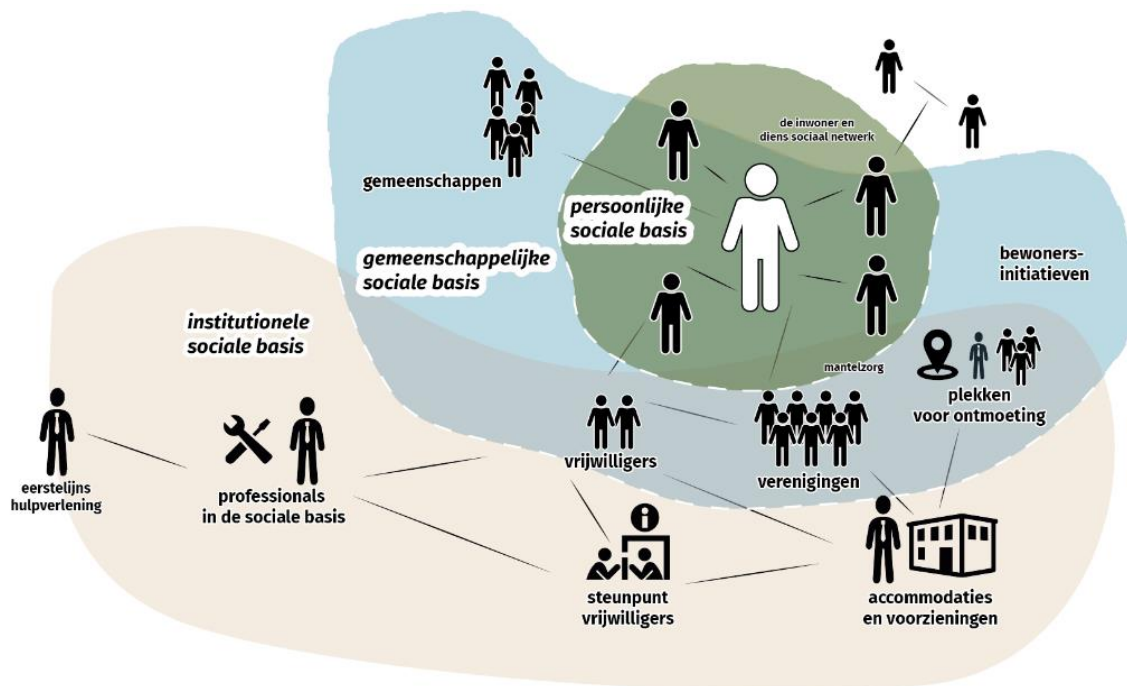 de inwoner en
diens sociaal netwerk
gemeenschappen
persoonlijke
sociale basis
gemeenschappelijke
sociale basis
bewoners-
initiatieven
institutionele
sociale basis
mantelzorg
plekken
voor ontmoeting
eerstelijns
hulpverlening
professionals
in de sociale basis
vrijwilligers
verenigingen
i
steunpunt
vrijwilligers
accommodaties
en voorzieningen